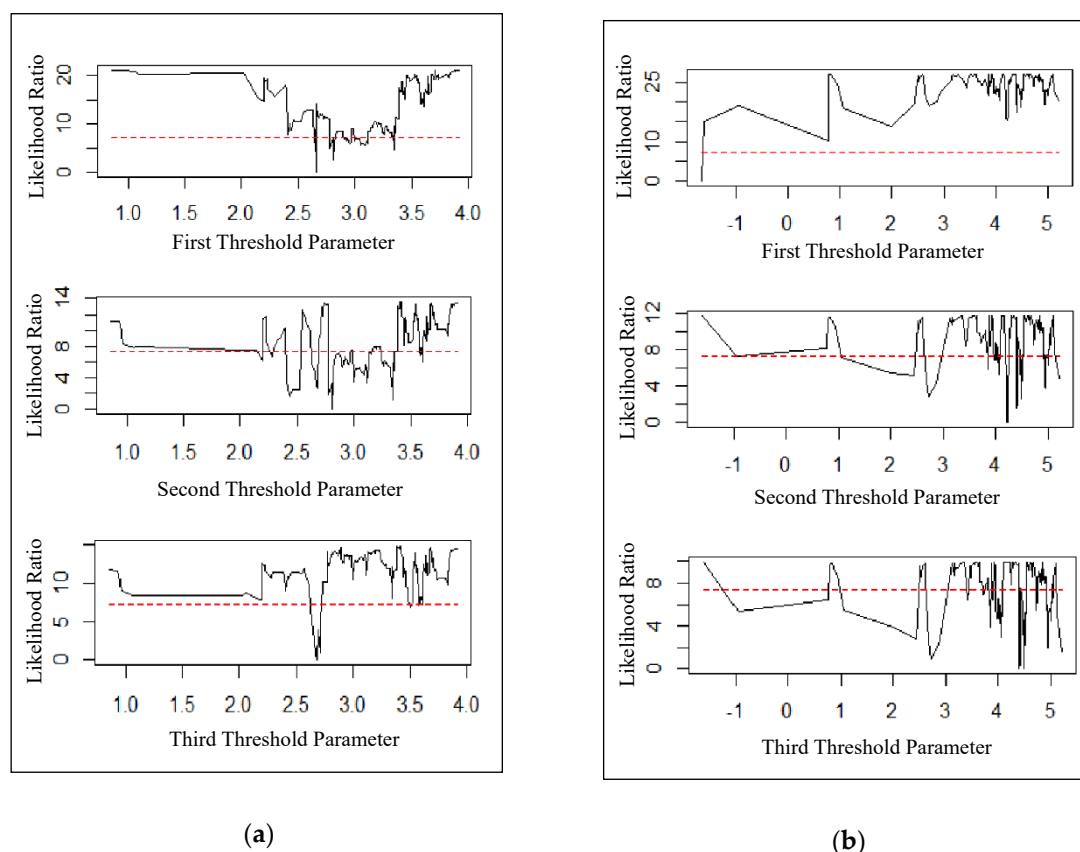 Likelihood Ratio
0 10 20
1.0 1.5 2.0 2.5 3.0 3.5 4.0
First Threshold Parameter
Likelihood Ratio
0 4 8 14
1.0 1.5 2.0 2.5 3.0 3.5 4.0
Second Threshold Parameter
Likelihood Ratio
0 5 10
1.0 1.5 2.0 2.5 3.0 3.5 4.0
Third Threshold Parameter
(a)
Likelihood Ratio
0 10 25
-1 0 1 2 3 4 5
First Threshold Parameter
Likelihood Ratio
0 4 8 12
-1 0 1 2 3 4 5
Second Threshold Parameter
Likelihood Ratio
0 4 8
-1 0 1 2 3 4 5
Third Threshold Parameter
(b)